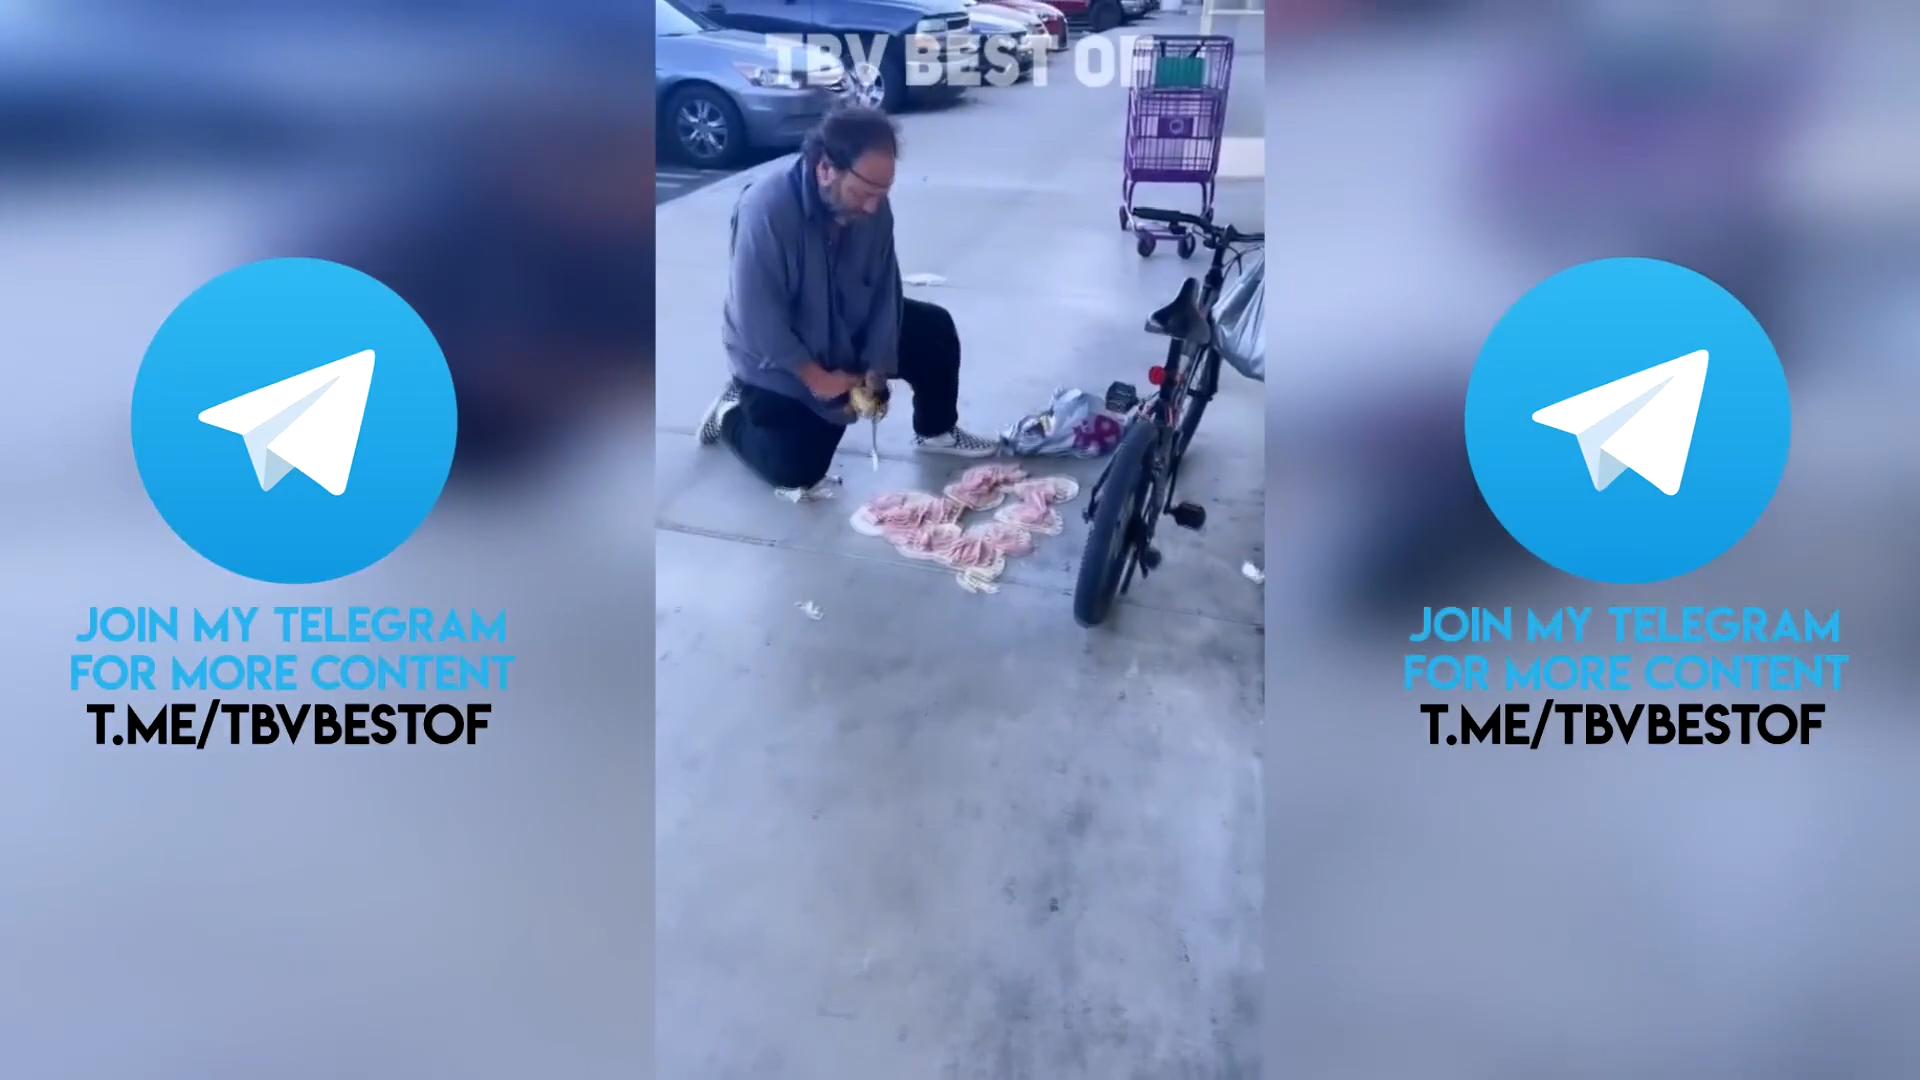 TBV BEST OF
JOIN MY TELEGRAM
FOR MORE CONTENT
T.ME/TBVBESTOF
JOIN MY TELEGRAM
FOR MORE CONTENT
T.ME/TBVBESTOF